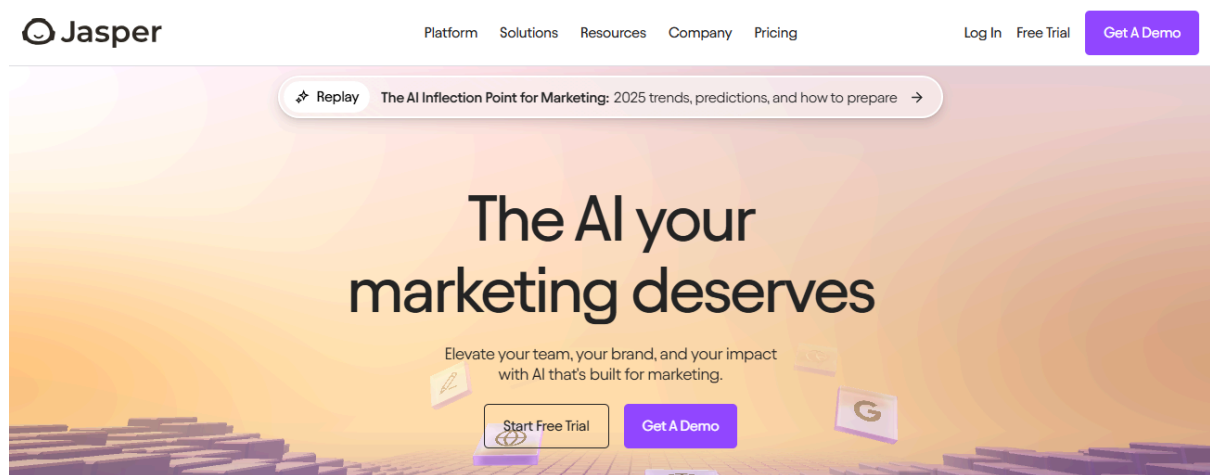 Jasper
Platform Solutions Resources Company Pricing
Log In Free Trial Get A Demo
Replay The AI Inflection Point for Marketing: 2025 trends, predictions, and how to prepare →
The AI your
marketing deserves
Elevate your team, your brand, and your impact
with AI that's built for marketing.
Start Free Trial Get A Demo
G